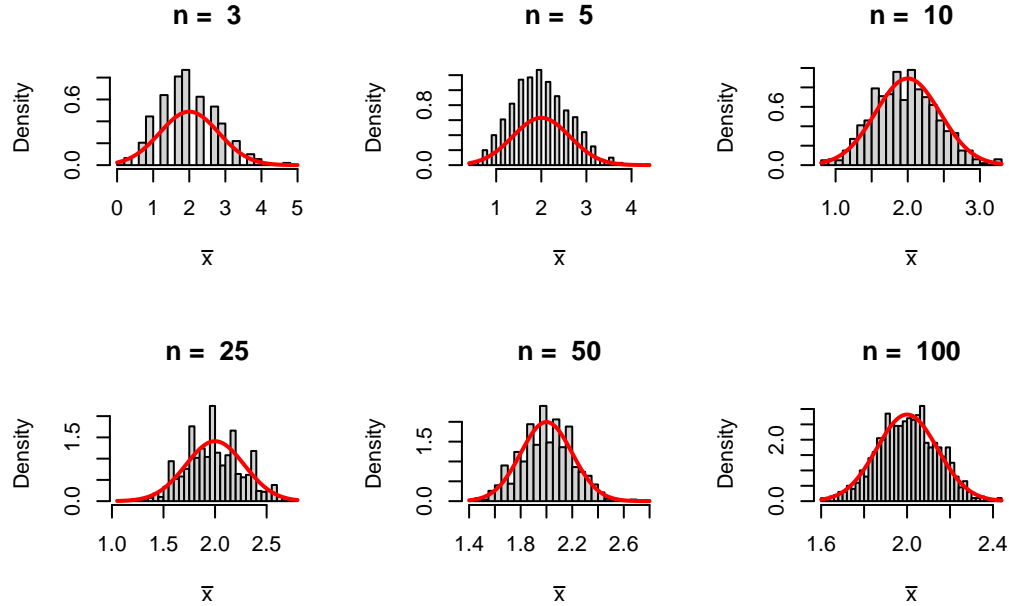 n = 3
Density
0.0 0.6
0 1 2 3 4 5
x̅
n = 5
Density
0.0 0.8
1 2 3 4
x̅
n = 10
Density
0.0 0.6
1.0 2.0 3.0
x̅
n = 25
Density
0.0 1.5
1.0 1.5 2.0 2.5
x̅
n = 50
Density
0.0 1.5
1.4 1.8 2.2 2.6
x̅
n = 100
Density
0.0 2.0
1.6 2.0 2.4
x̅